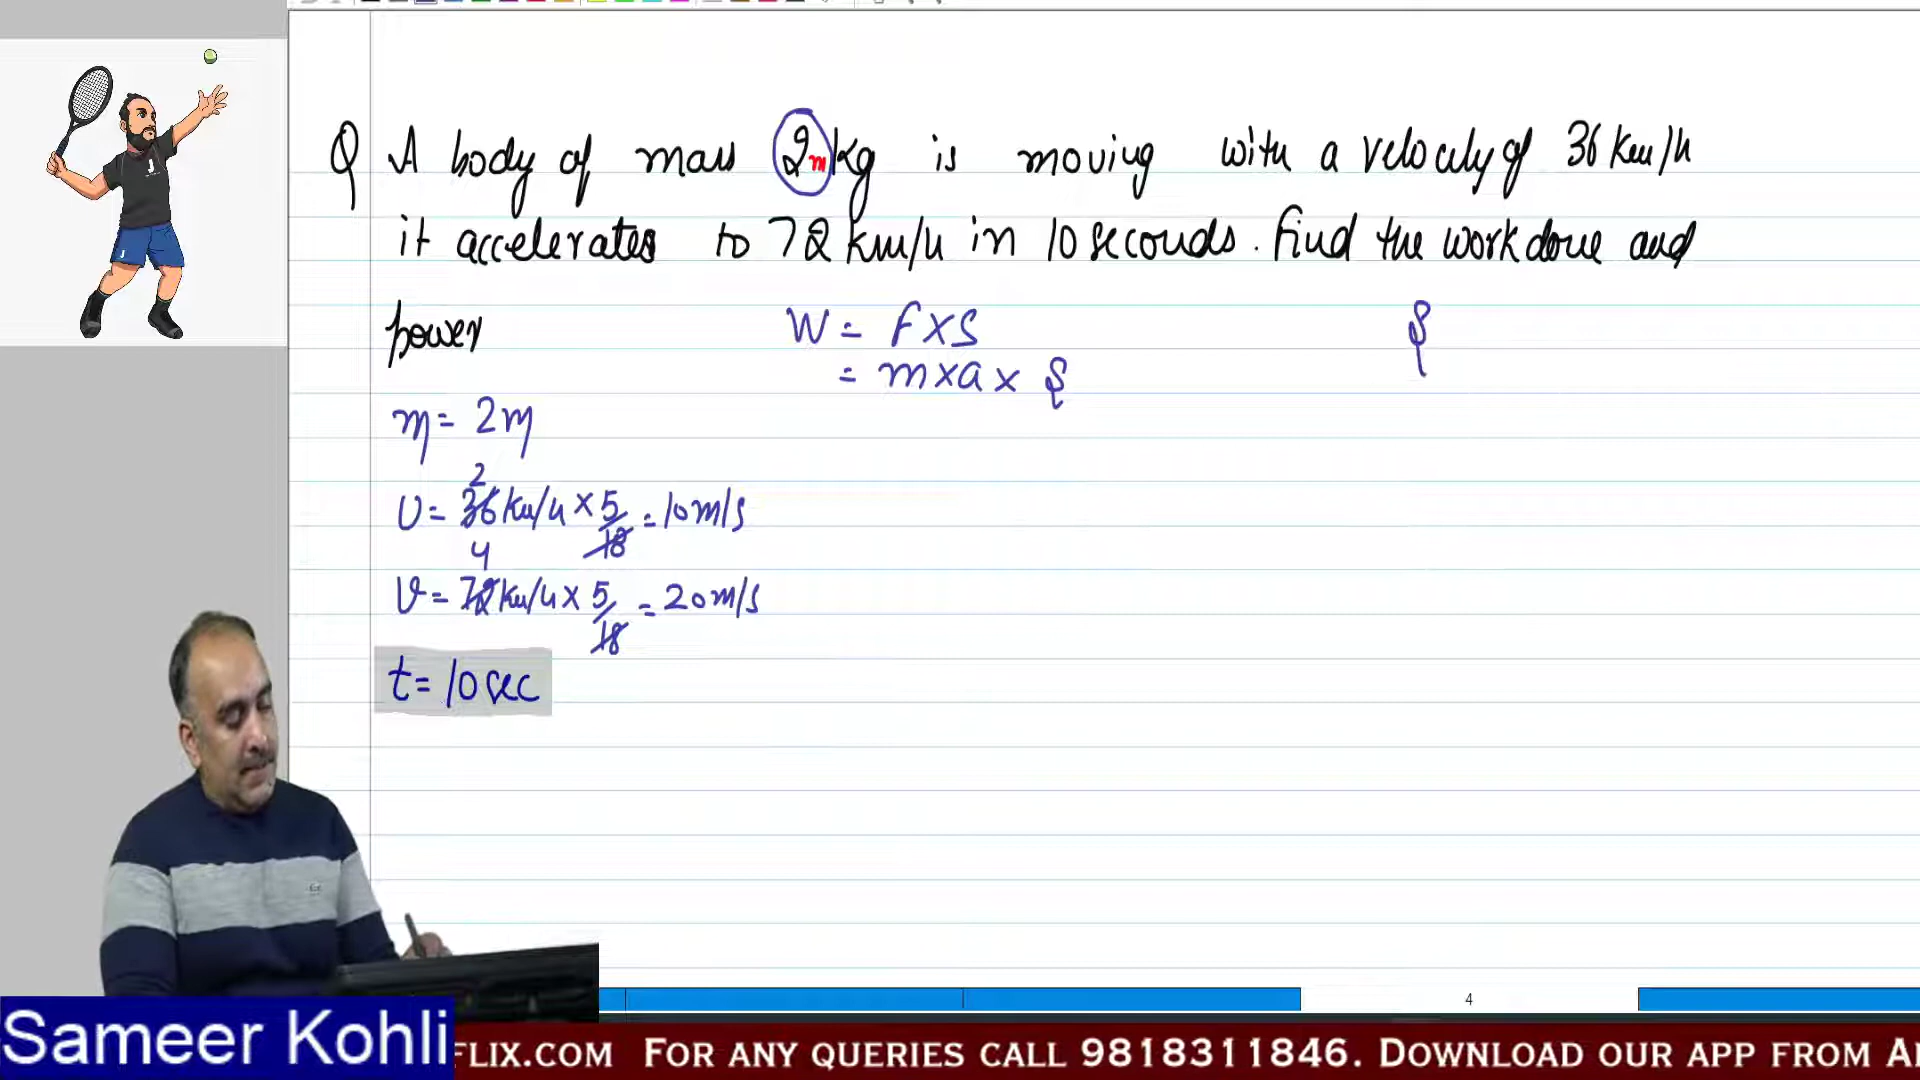 Q A body of mass 2m kg is moving with a velocity of 36 km/h
it accelerates to 72 km/h in 10 seconds. Find the work done and
power
W = F×S
= m×a× S
S
m = 2m
2
U = 36 km/h × 5/18 = 10 m/s
4
V = 72 km/h × 5/18 = 20 m/s
t = 10 sec
4
Sameer Kohli
FLIX.COM FOR ANY QUERIES CALL 9818311846. DOWNLOAD OUR APP FROM A